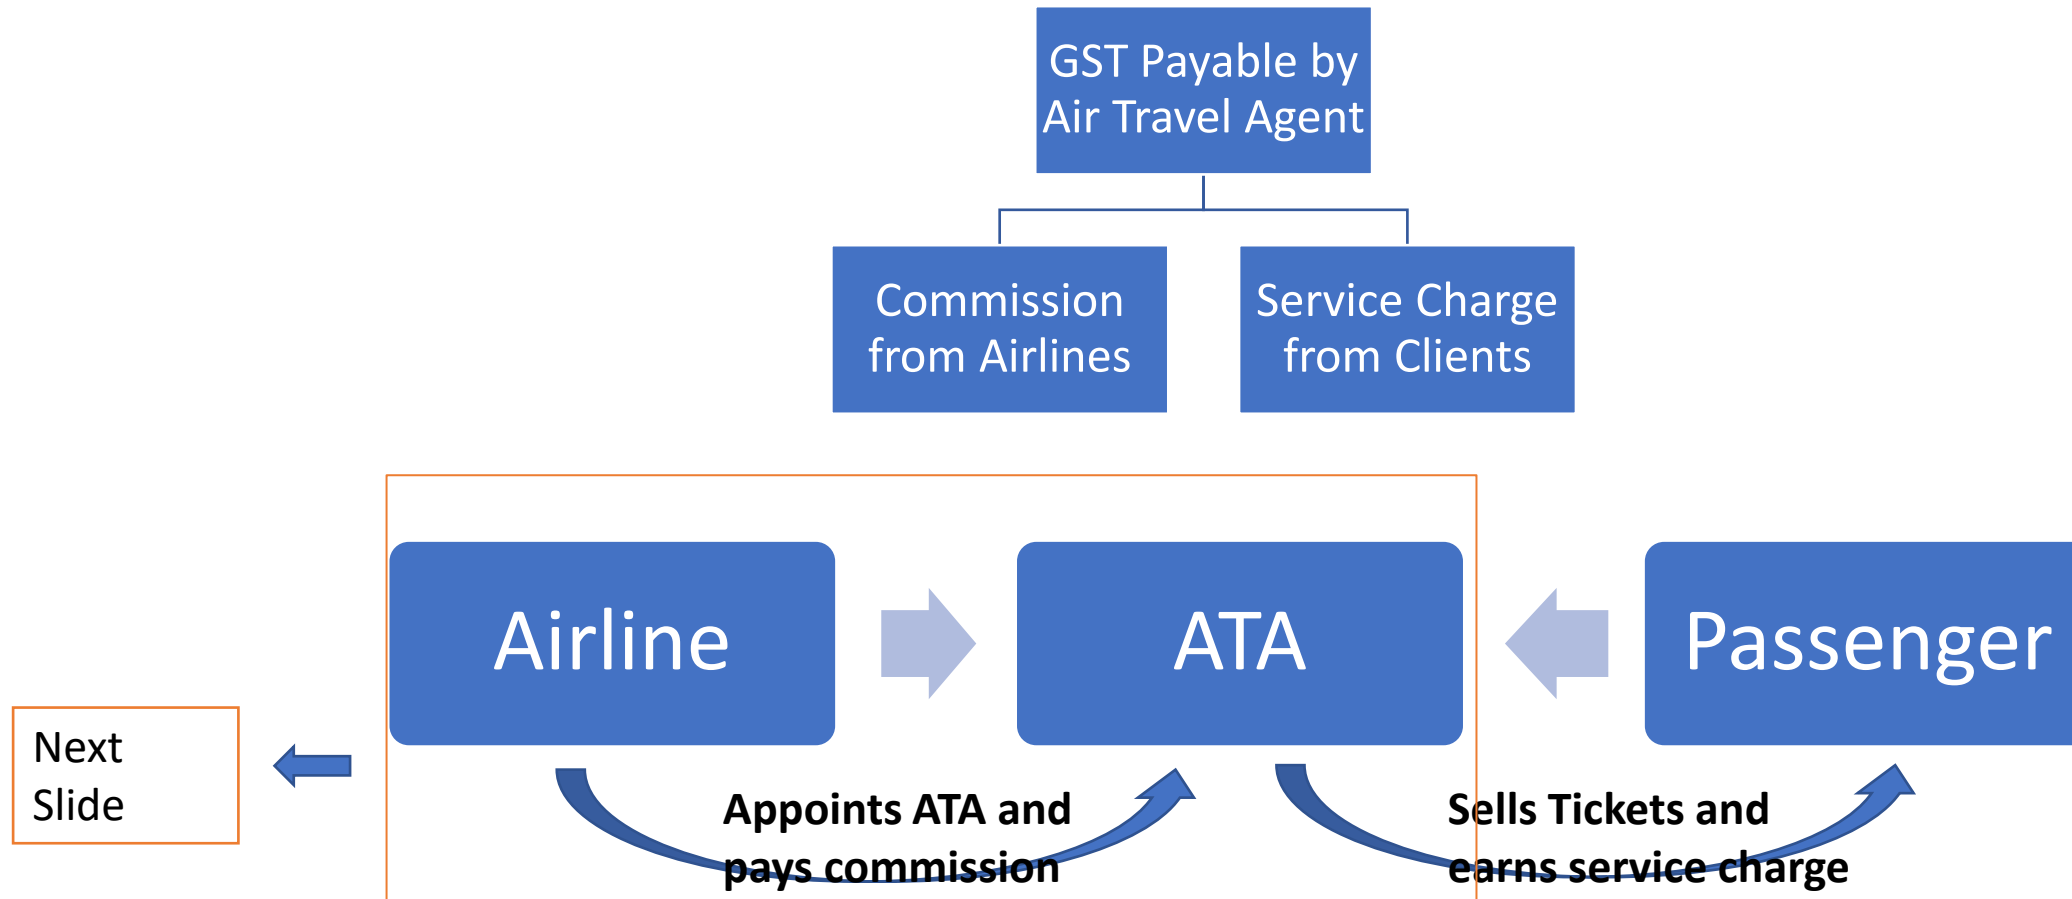 GST Payable by
Air Travel Agent
Commission
from Airlines
Service Charge
from Clients
Airline
ATA
Passenger
Next
Slide
Appoints ATA and
pays commission
Sells Tickets and
earns service charge